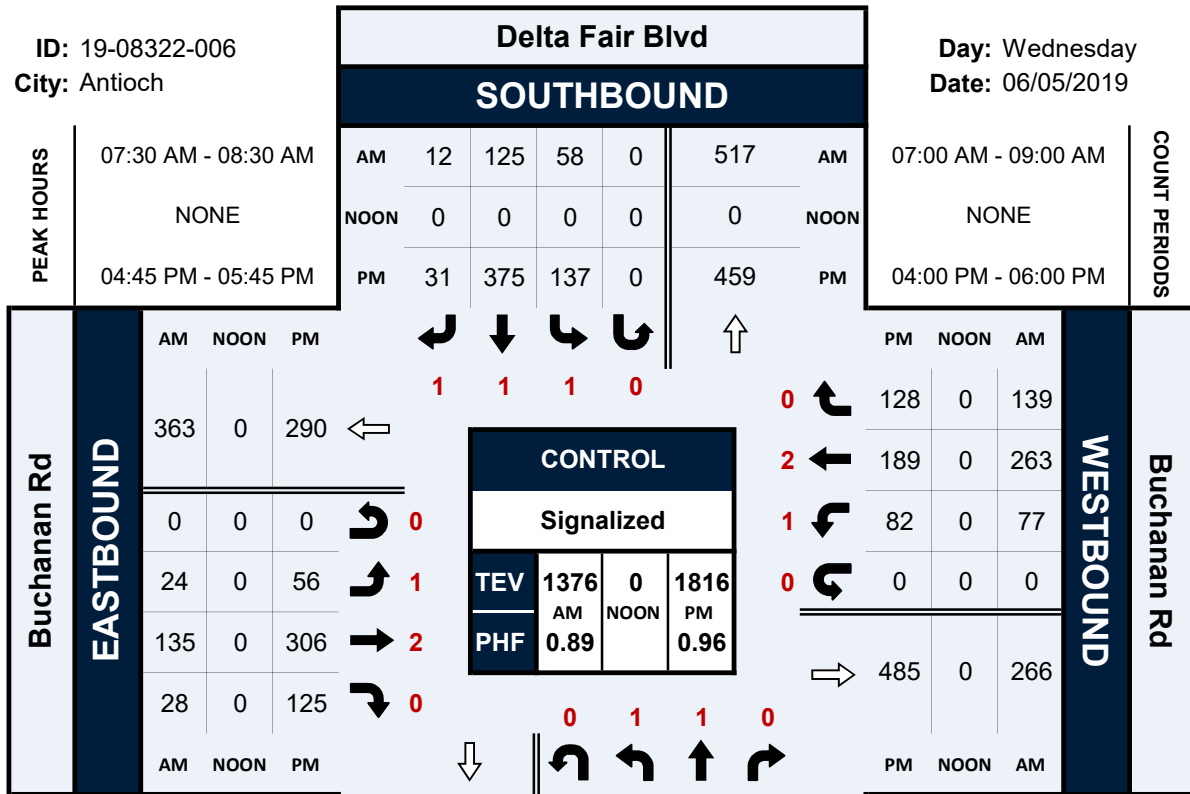 ID: 19-08322-006
City: Antioch
Delta Fair Blvd
SOUTHBOUND
Day: Wednesday
Date: 06/05/2019
PEAK HOURS
07:30 AM - 08:30 AM
NONE
04:45 PM - 05:45 PM
AM 12 125 58 0 517 AM
NOON 0 0 0 0 0 NOON
PM 31 375 137 0 459 PM
07:00 AM - 09:00 AM
NONE
04:00 PM - 06:00 PM
COUNT PERIODS
1 1 1 0
Buchanan Rd
EASTBOUND
AM NOON PM
363 0 290
0 0 0 0
24 0 56 1
135 0 306 2
28 0 125 0
AM NOON PM
CONTROL
Signalized
TEV 1376 0 1816
AM NOON PM
PHF 0.89 0.96
PM NOON AM
0 128 0 139
2 189 0 263
1 82 0 77
0 0 0 0
485 0 266
PM NOON AM
WESTBOUND
Buchanan Rd
0 1 1 0